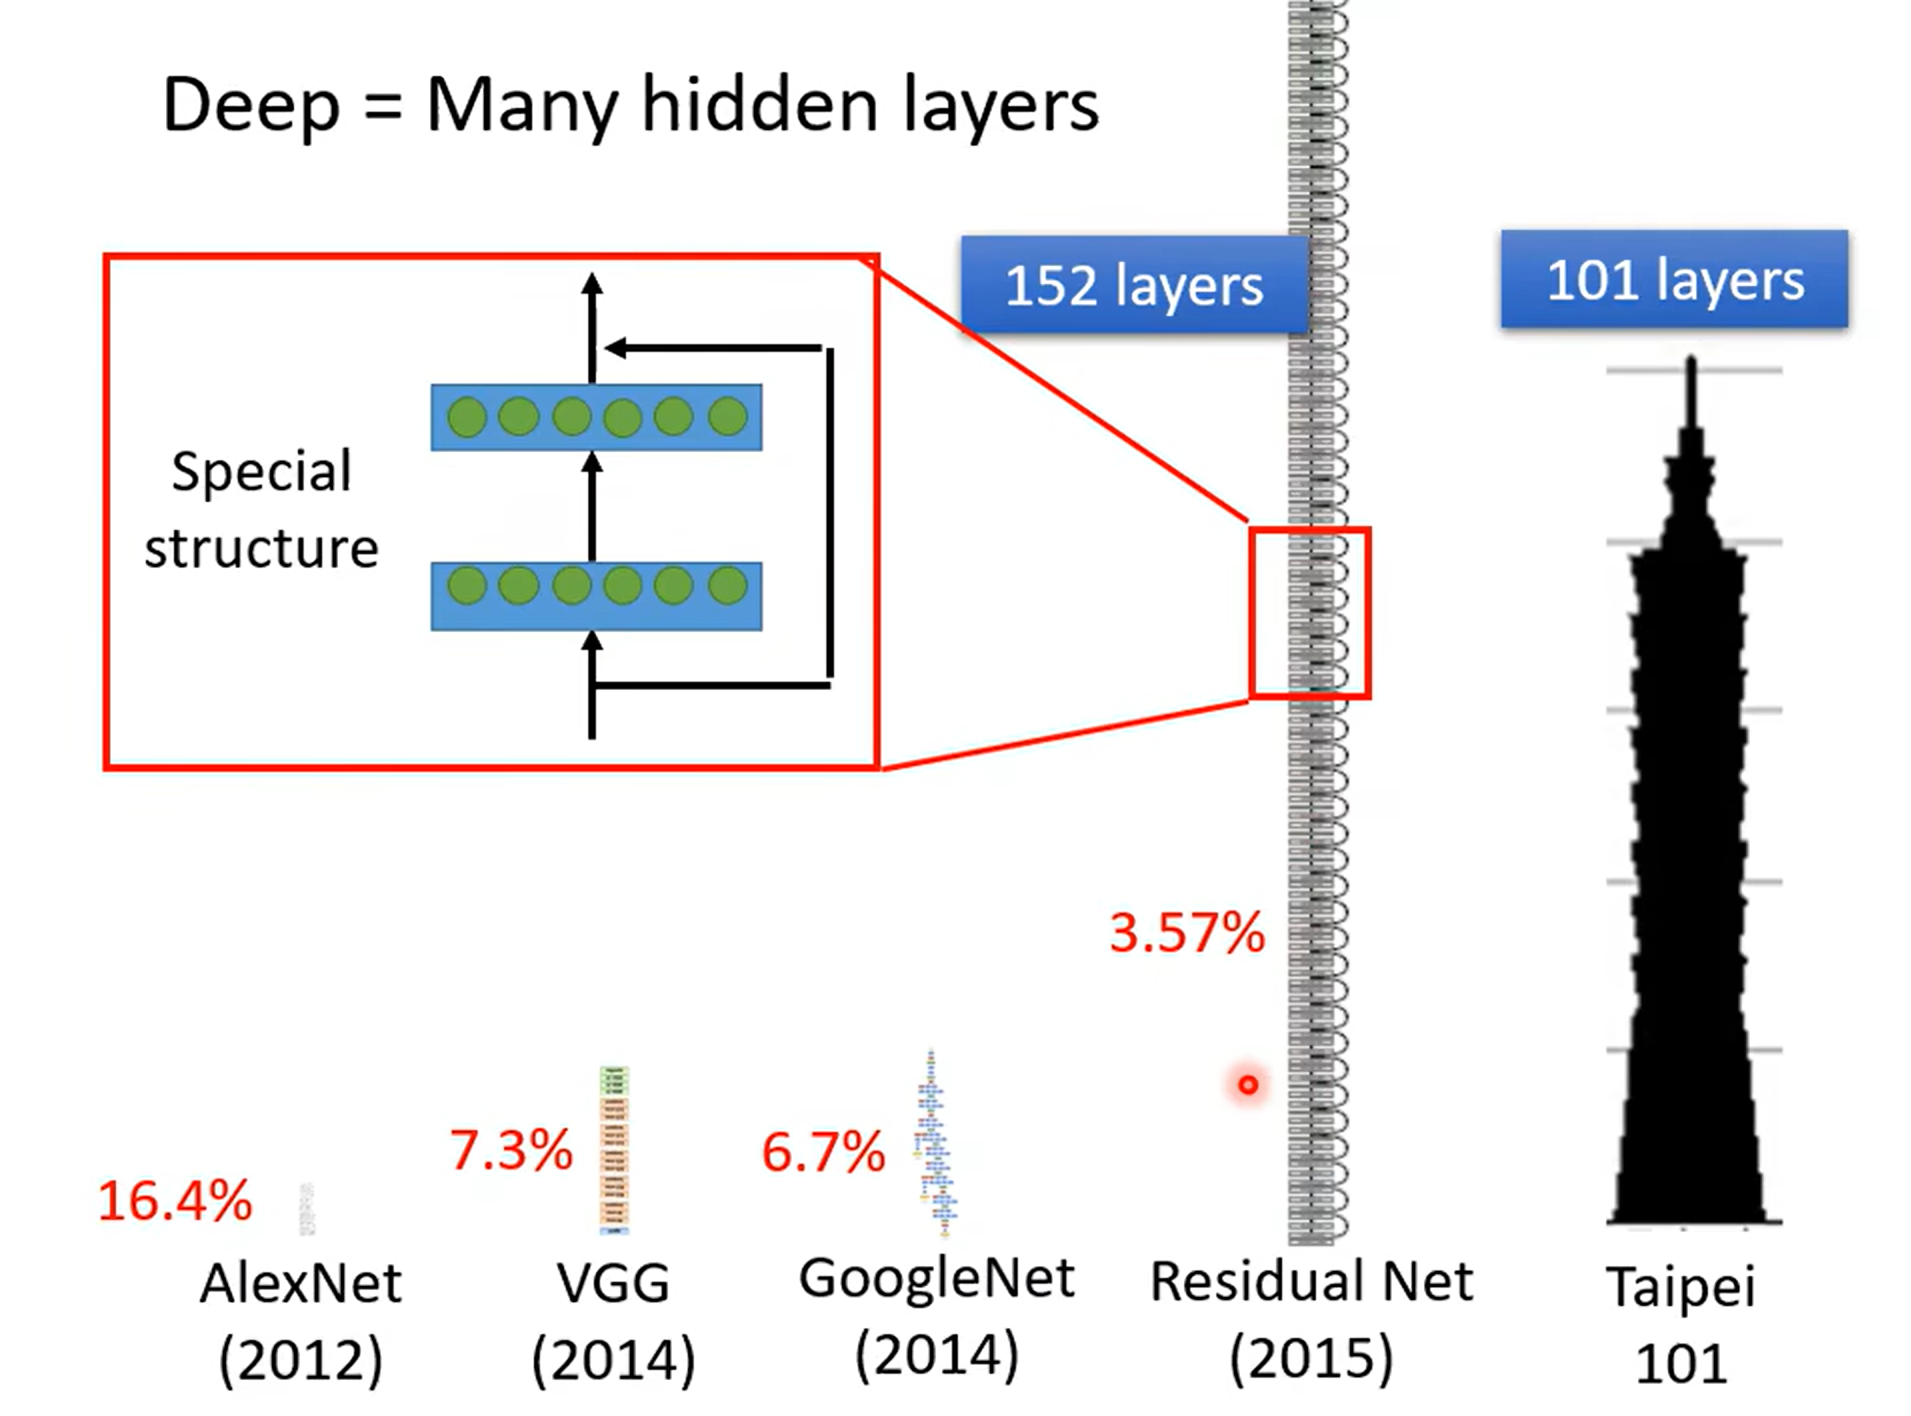 Deep = Many hidden layers
152 layers
101 layers
Special
structure
3.57%
16.4%
7.3%
6.7%
AlexNet
(2012)
VGG
(2014)
GoogleNet
(2014)
Residual Net
(2015)
Taipei
101